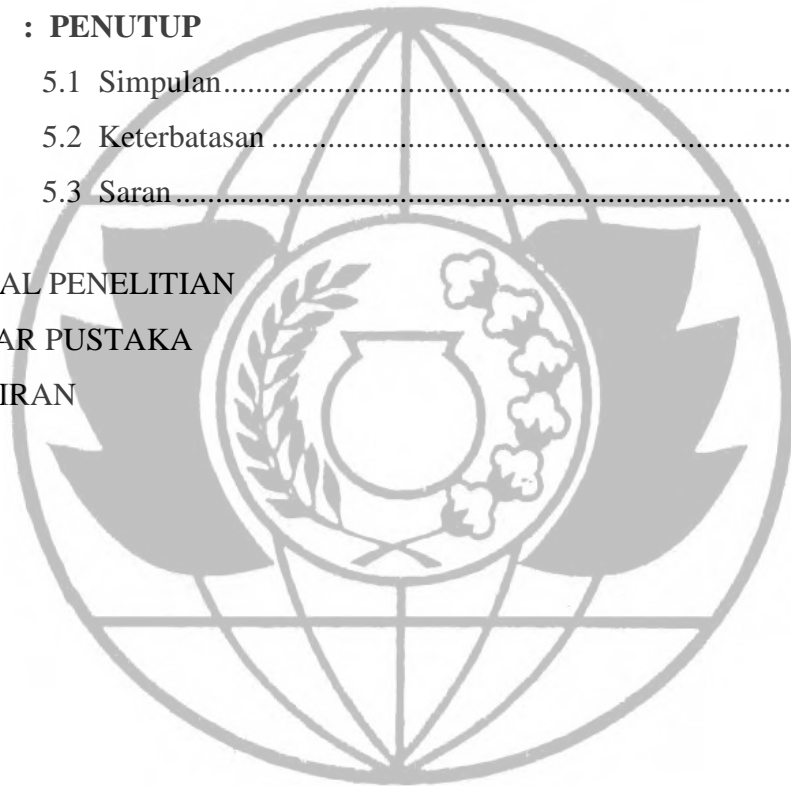 : PENUTUP
5.1 Simpulan
5.2 Keterbatasan
5.3 Saran
AL PENELITIAN
AR PUSTAKA
IRAN